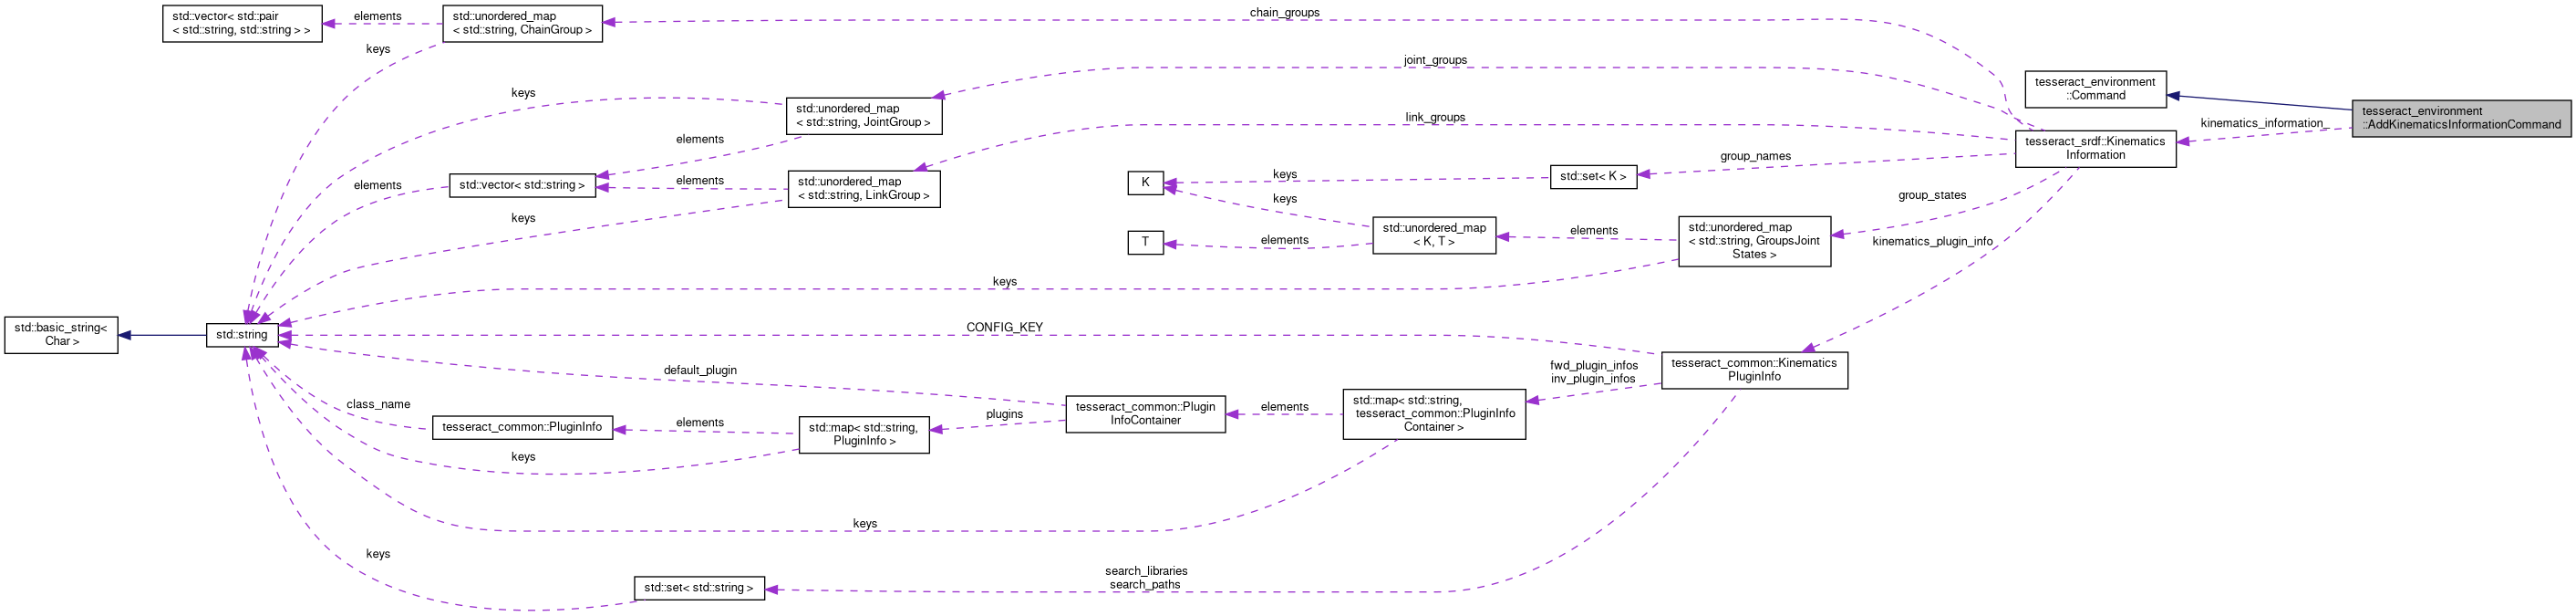 std::vector< std::pair
< std::string, std::string > >
elements
std::unordered_map
< std::string, ChainGroup >
chain_groups
keys
joint_groups
keys
std::unordered_map
< std::string, JointGroup >
tesseract_environment
::Command
tesseract_environment
::AddKinematicsInformationCommand
link_groups
kinematics_information
elements
tesseract_srdf::Kinematics
Information
group_names
elements
std::vector< std::string >
elements
std::unordered_map
< std::string, LinkGroup >
K
keys
std::set< K >
keys
group_states
keys
T
elements
std::unordered_map
< K, T >
elements
std::unordered_map
< std::string, GroupsJoint
States >
kinematics_plugin_info
keys
std::basic_string<
Char >
std::string
CONFIG_KEY
default_plugin
fwd_plugin_infos
inv_plugin_infos
tesseract_common::Kinematics
PluginInfo
class_name
tesseract_common::PluginInfo
elements
std::map< std::string,
PluginInfo >
plugins
tesseract_common::Plugin
InfoContainer
elements
std::map< std::string,
tesseract_common::PluginInfo
Container >
keys
keys
keys
std::set< std::string >
search_libraries
search_paths